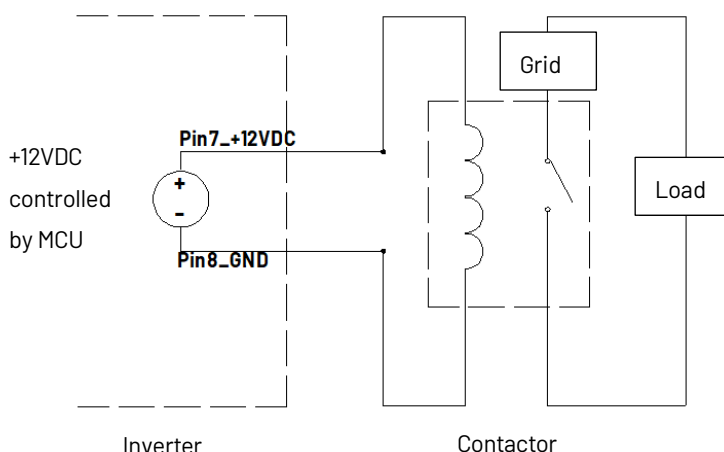 Grid
Pin7_+12VDC
+12VDC
controlled
by MCU
+
-
Load
Pin8_GND
Inverter
Contactor